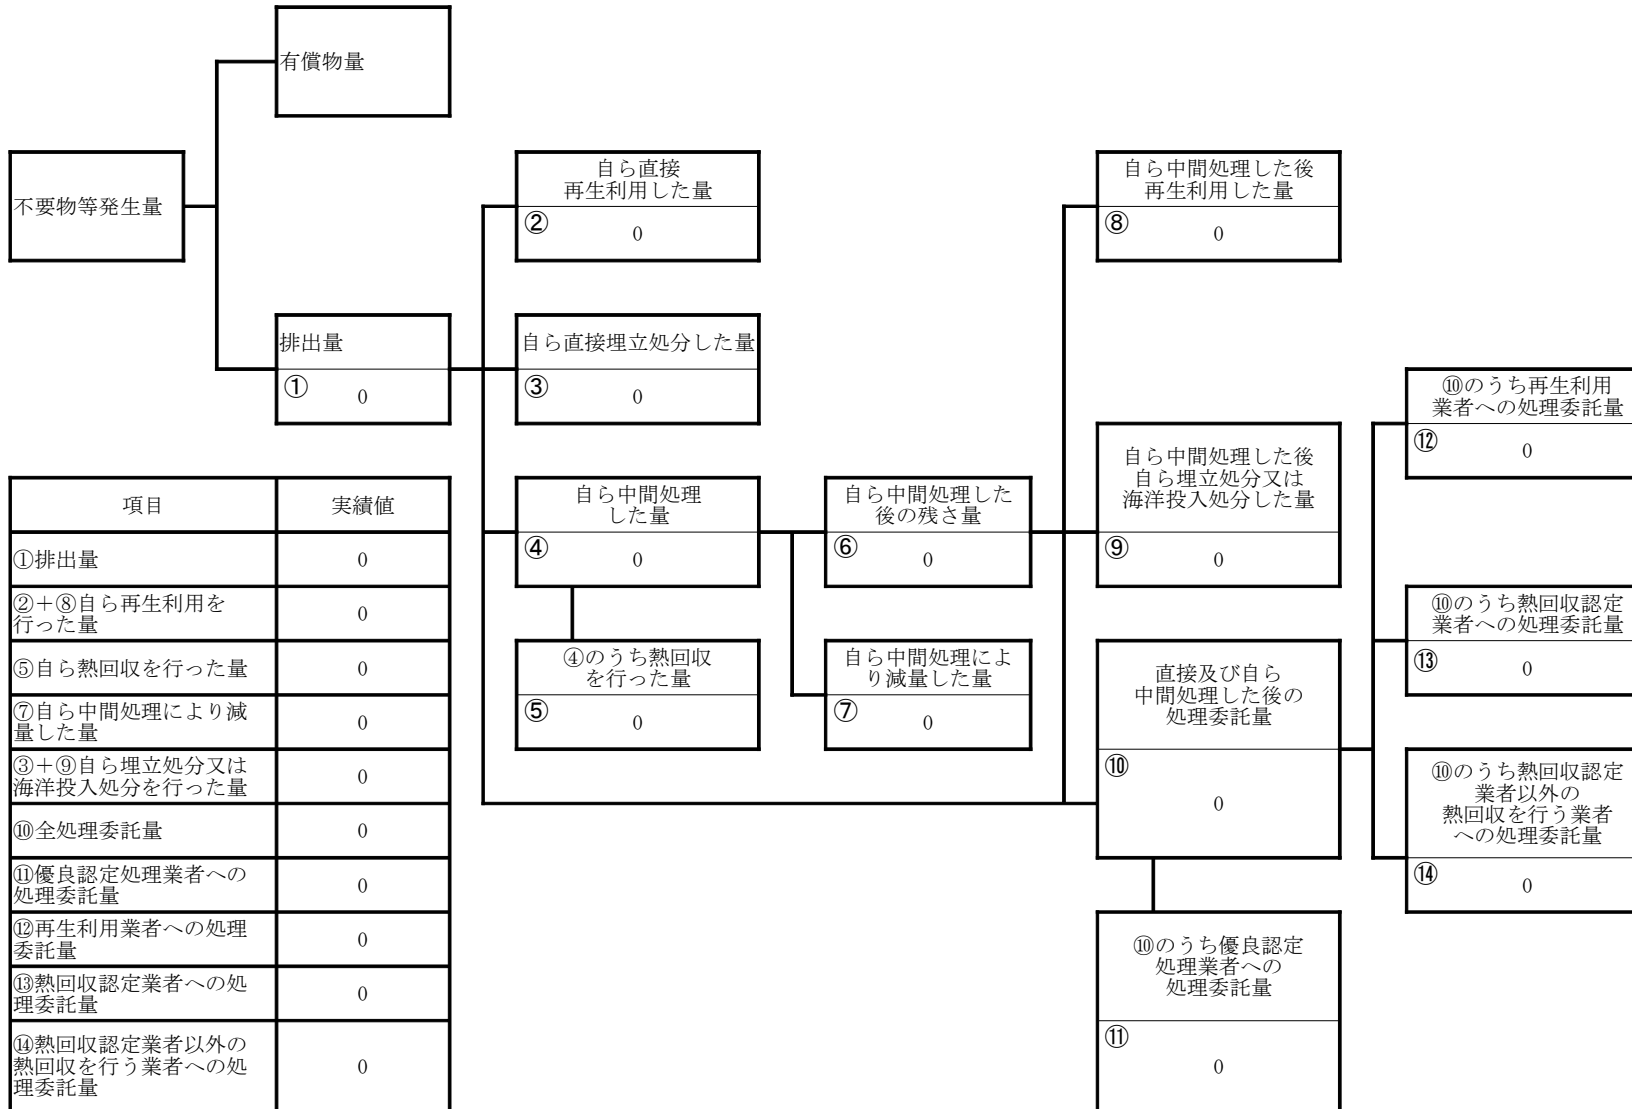 有償物量
不要物等発生量
自ら直接
再生利用した量
②
0
自ら中間処理した後
再生利用した量
⑧
0
排出量
①
0
自ら直接埋立処分した量
③
0
⑩のうち再生利用
業者への処理委託量
⑫
0
自ら中間処理した後
自ら埋立処分又は
海洋投入処分した量
⑨
0
自ら中間処理
した量
④
0
自ら中間処理した
後の残さ量
⑥
0
④のうち熱回収
を行った量
⑤
0
自ら中間処理によ
り減量した量
⑦
0
直接及び自ら
中間処理した後の
処理委託量
⑩
0
⑩のうち熱回収認定
業者への処理委託量
⑬
0
⑩のうち熱回収認定
業者以外の
熱回収を行う業者
への処理委託量
⑭
0
⑩のうち優良認定
処理業者への
処理委託量
⑪
0
項目 実績値
①排出量 0
②+⑧自ら再生利用を
行った量 0
⑤自ら熱回収を行った量 0
⑦自ら中間処理により減
量した量 0
③+⑨自ら埋立処分又は
海洋投入処分を行った量 0
⑩全処理委託量 0
⑪優良認定処理業者への
処理委託量 0
⑫再生利用業者への処理
委託量 0
⑬熱回収認定業者への処
理委託量 0
⑭熱回収認定業者以外の
熱回収を行う業者への処
理委託量 0